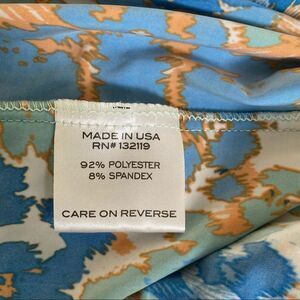 MADE IN USA
RN# 132119
92% POLYESTER
8% SPANDEX
CARE ON REVERSE